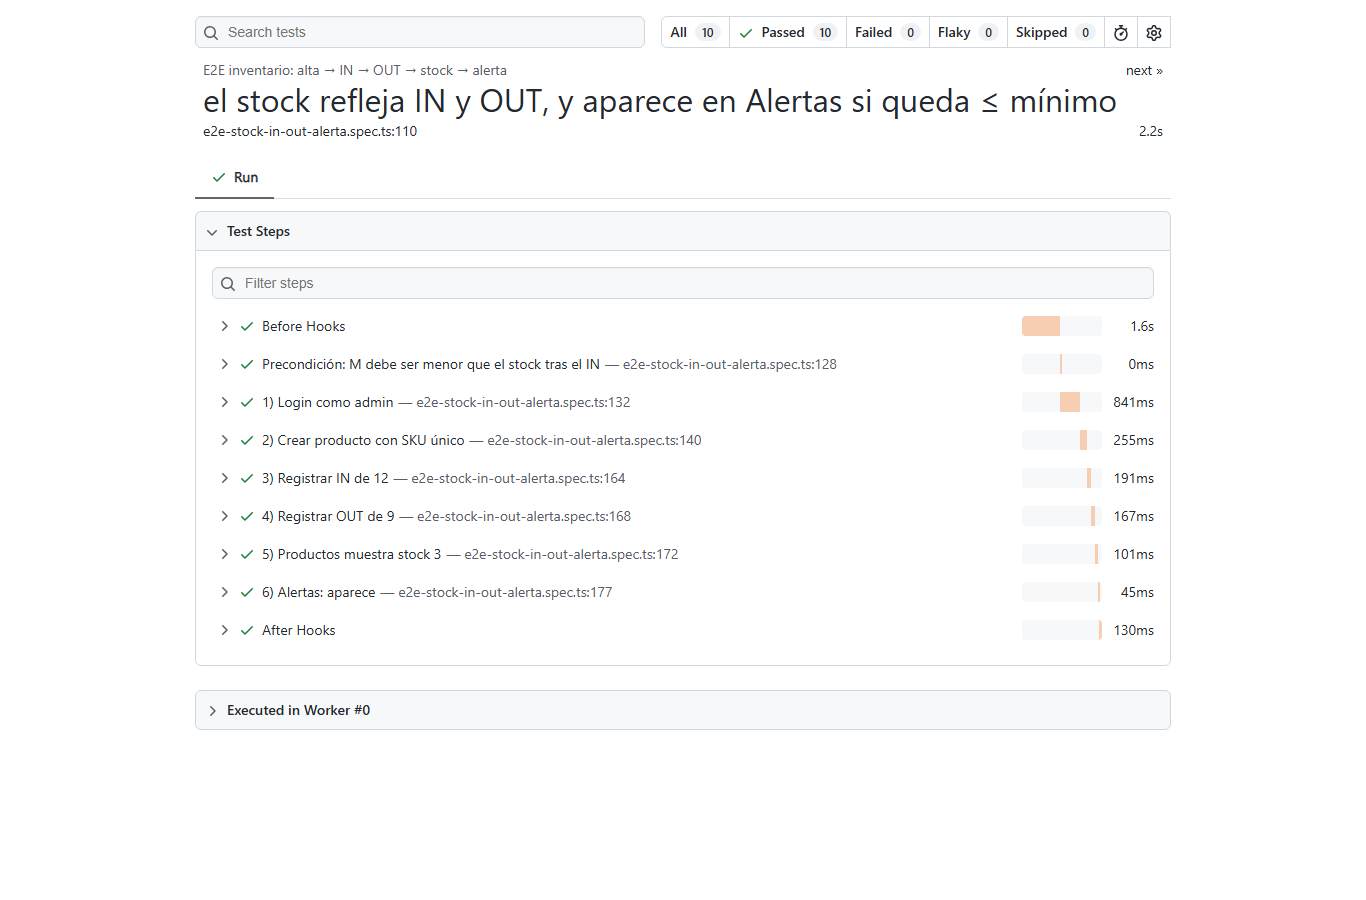 Search tests
All 10 Passed 10 Failed 0 Flaky 0 Skipped 0
E2E inventario: alta → IN → OUT → stock → alerta next »
el stock refleja IN y OUT, y aparece en Alertas si queda ≤ mínimo
e2e-stock-in-out-alerta.spec.ts:110 2.2s
Run
Test Steps
Filter steps
Before Hooks 1.6s
Precondición: M debe ser menor que el stock tras el IN — e2e-stock-in-out-alerta.spec.ts:128 0ms
1) Login como admin — e2e-stock-in-out-alerta.spec.ts:132 841ms
2) Crear producto con SKU único — e2e-stock-in-out-alerta.spec.ts:140 255ms
3) Registrar IN de 12 — e2e-stock-in-out-alerta.spec.ts:164 191ms
4) Registrar OUT de 9 — e2e-stock-in-out-alerta.spec.ts:168 167ms
5) Productos muestra stock 3 — e2e-stock-in-out-alerta.spec.ts:172 101ms
6) Alertas: aparece — e2e-stock-in-out-alerta.spec.ts:177 45ms
After Hooks 130ms
Executed in Worker #0